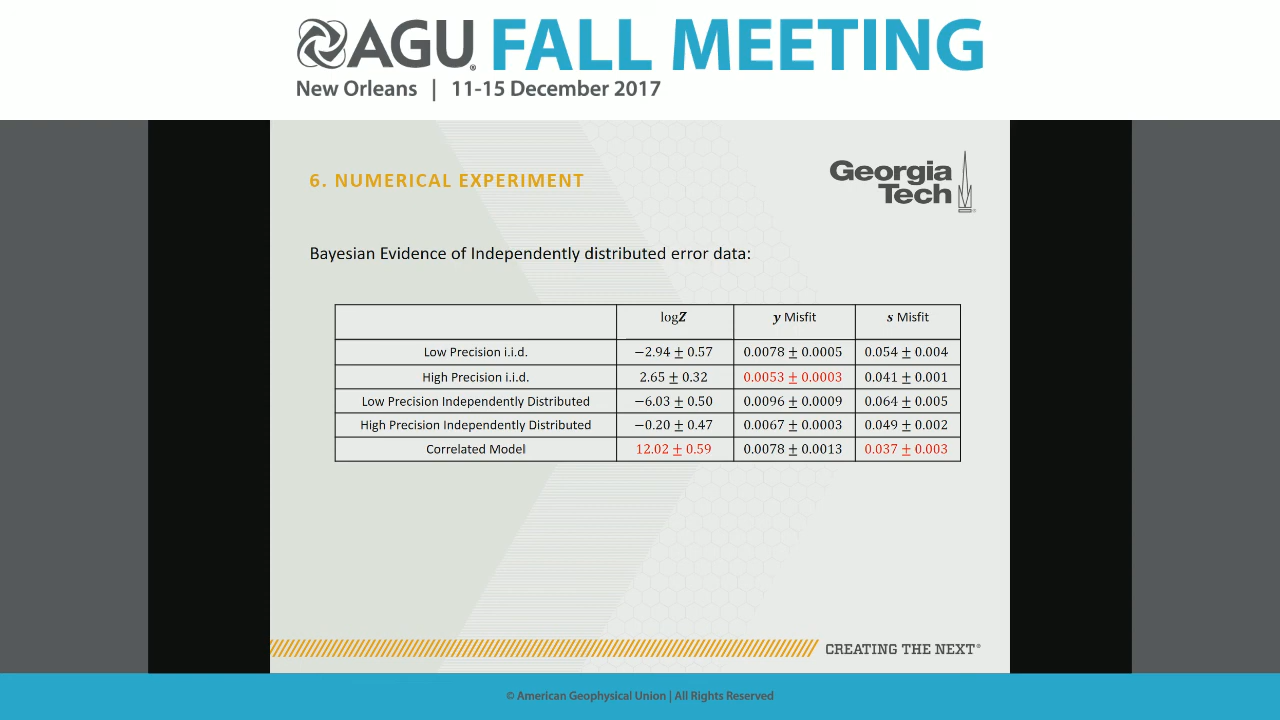 AGU FALL MEETING
New Orleans | 11-15 December 2017
6. NUMERICAL EXPERIMENT
Georgia
Tech
Bayesian Evidence of Independently distributed error data:
logZ y Misfit s Misfit
Low Precision i.i.d. −2.94 ± 0.57 0.0078 ± 0.0005 0.054 ± 0.004
High Precision i.i.d. 2.65 ± 0.32 0.0053 ± 0.0003 0.041 ± 0.001
Low Precision Independently Distributed −6.03 ± 0.50 0.0096 ± 0.0009 0.064 ± 0.005
High Precision Independently Distributed −0.20 ± 0.47 0.0067 ± 0.0003 0.049 ± 0.002
Correlated Model 12.02 ± 0.59 0.0078 ± 0.0013 0.037 ± 0.003
CREATING THE NEXT®
© American Geophysical Union | All Rights Reserved